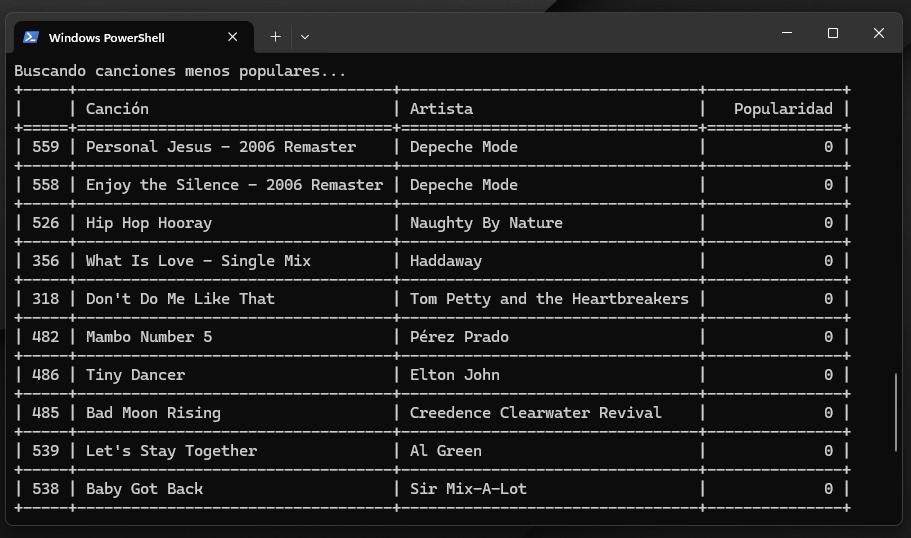 Windows PowerShell
Buscando canciones menos populares...
Canción Artista Popularidad
559 Personal Jesus - 2006 Remaster Depeche Mode 0
558 Enjoy the Silence - 2006 Remaster Depeche Mode 0
526 Hip Hop Hooray Naughty By Nature 0
356 What Is Love - Single Mix Haddaway 0
318 Don't Do Me Like That Tom Petty and the Heartbreakers 0
482 Mambo Number 5 Pérez Prado 0
486 Tiny Dancer Elton John 0
485 Bad Moon Rising Creedence Clearwater Revival 0
539 Let's Stay Together Al Green 0
538 Baby Got Back Sir Mix-A-Lot 0